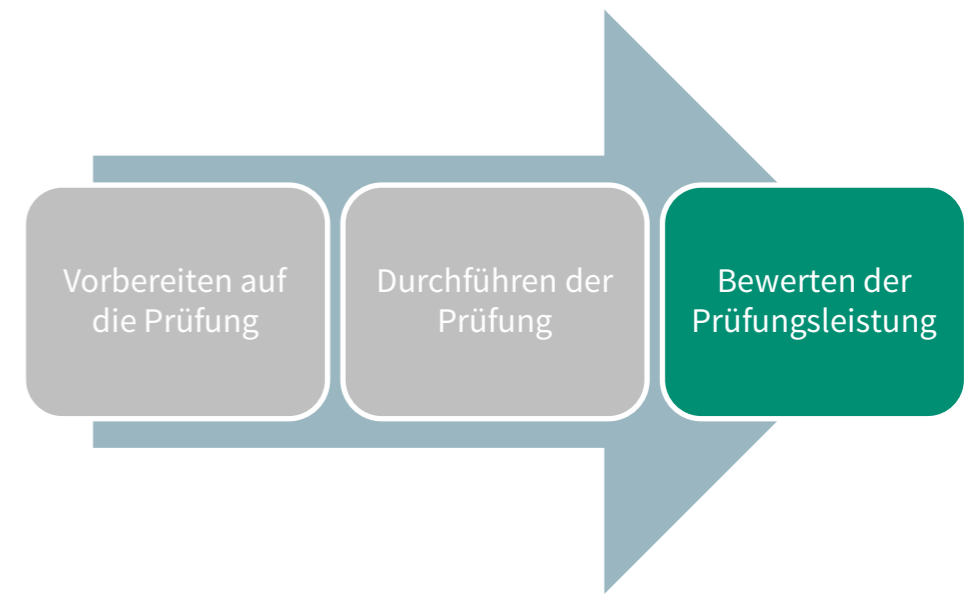 Vorbereiten auf
die Prüfung
Durchführen der
Prüfung
Bewerten der
Prüfungsleistung